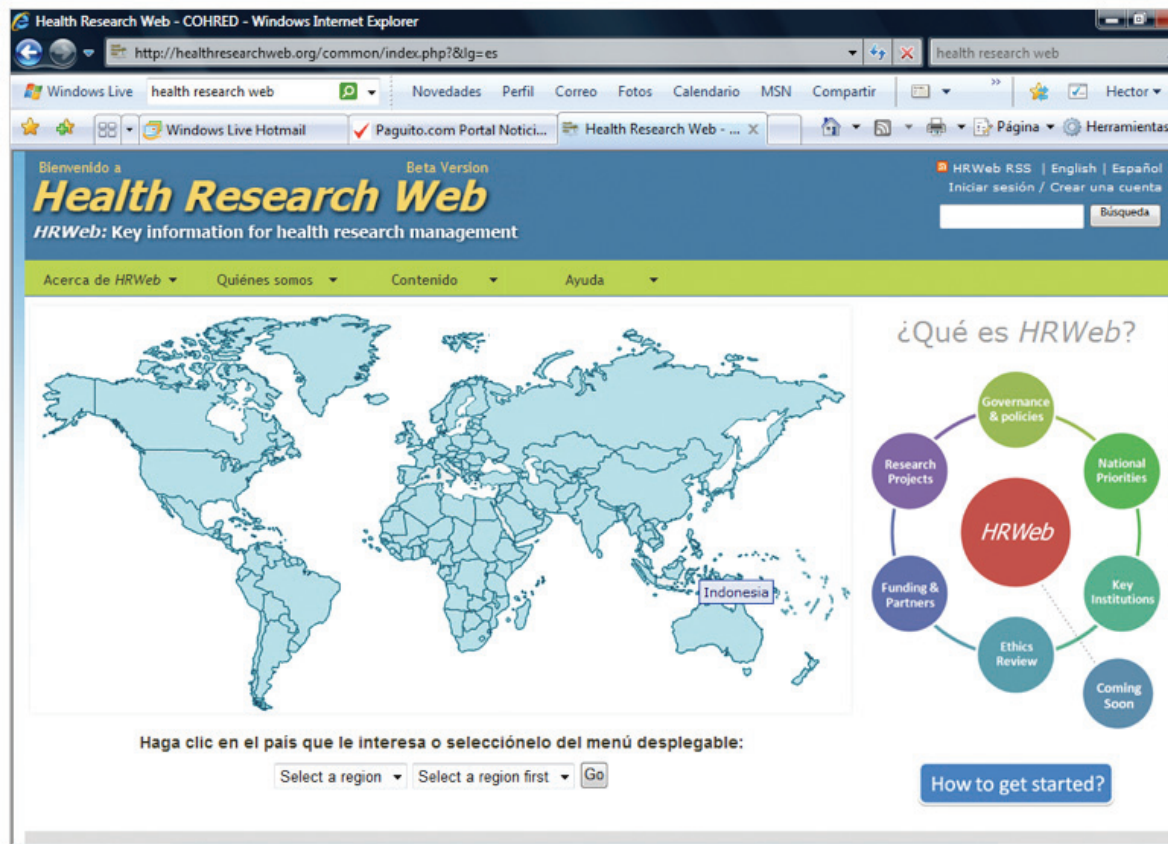 Health Research Web - COHRED - Windows Internet Explorer
http://healthresearchweb.org/common/index.php?&lg=es
health research web
Windows Live
health research web
Novedades Perfil Correo Fotos Calendario MSN Compartir
»
Hector
Windows Live Hotmail
Paguito.com Portal Notici...
Health Research Web - ... X
Página
Herramientas
Bienvenido a
Beta Version
Health Research Web
HRWeb: Key information for health research management
HRWeb RSS | English | Español
Iniciar sesión / Crear una cuenta
Búsqueda
Acerca de HRWeb Quiénes somos Contenido Ayuda
Indonesia
Haga clic en el país que le interesa o selecciónelo del menú desplegable:
Select a region Select a region first Go
¿Qué es HRWeb?
Governance
& policies
Research
Projects
National
Priorities
HRWeb
Funding &
Partners
Key
Institutions
Ethics
Review
Coming
Soon
How to get started?